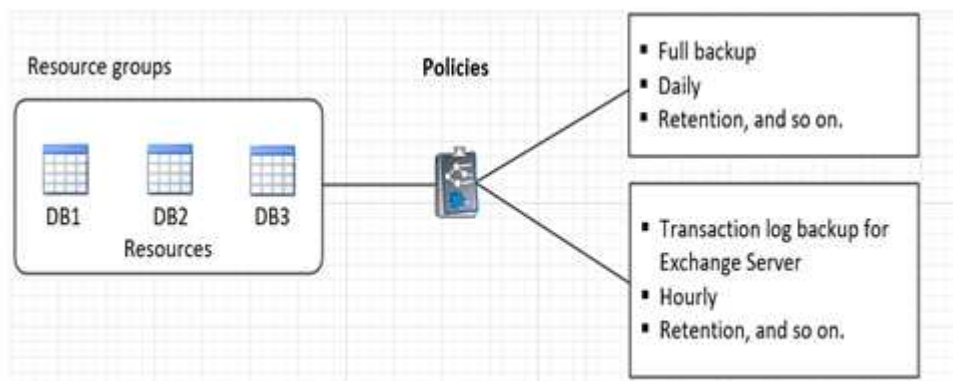 Resource groups
DB1 DB2 DB3
Resources
Policies
▪ Full backup
▪ Daily
▪ Retention, and so on.
▪ Transaction log backup for
Exchange Server
▪ Hourly
▪ Retention, and so on.